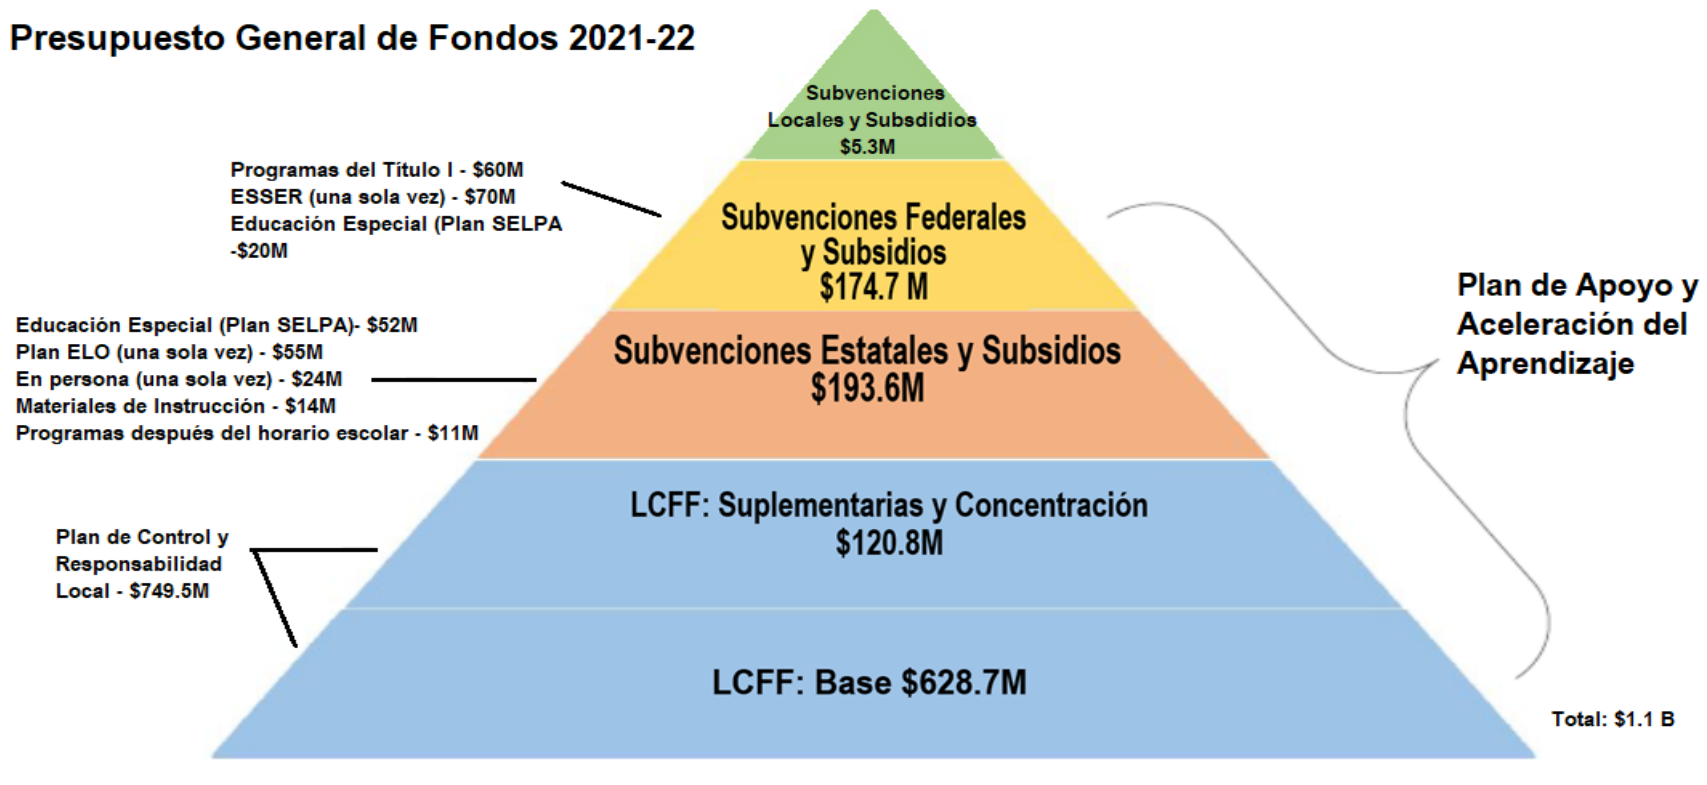 Presupuesto General de Fondos 2021-22
Subvenciones
Locales y Subsdidios
$5.3M
Programas del Título I - $60M
ESSER (una sola vez) - $70M
Educación Especial (Plan SELPA
-$20M
Subvenciones Federales
y Subsidios
$174.7 M
Plan de Apoyo y
Aceleración del
Aprendizaje
Educación Especial (Plan SELPA)- $52M
Plan ELO (una sola vez) - $55M
En persona (una sola vez) - $24M
Materiales de Instrucción - $14M
Programas después del horario escolar - $11M
Subvenciones Estatales y Subsidios
$193.6M
LCFF: Suplementarias y Concentración
$120.8M
Plan de Control y
Responsabilidad
Local - $749.5M
LCFF: Base $628.7M
Total: $1.1 B